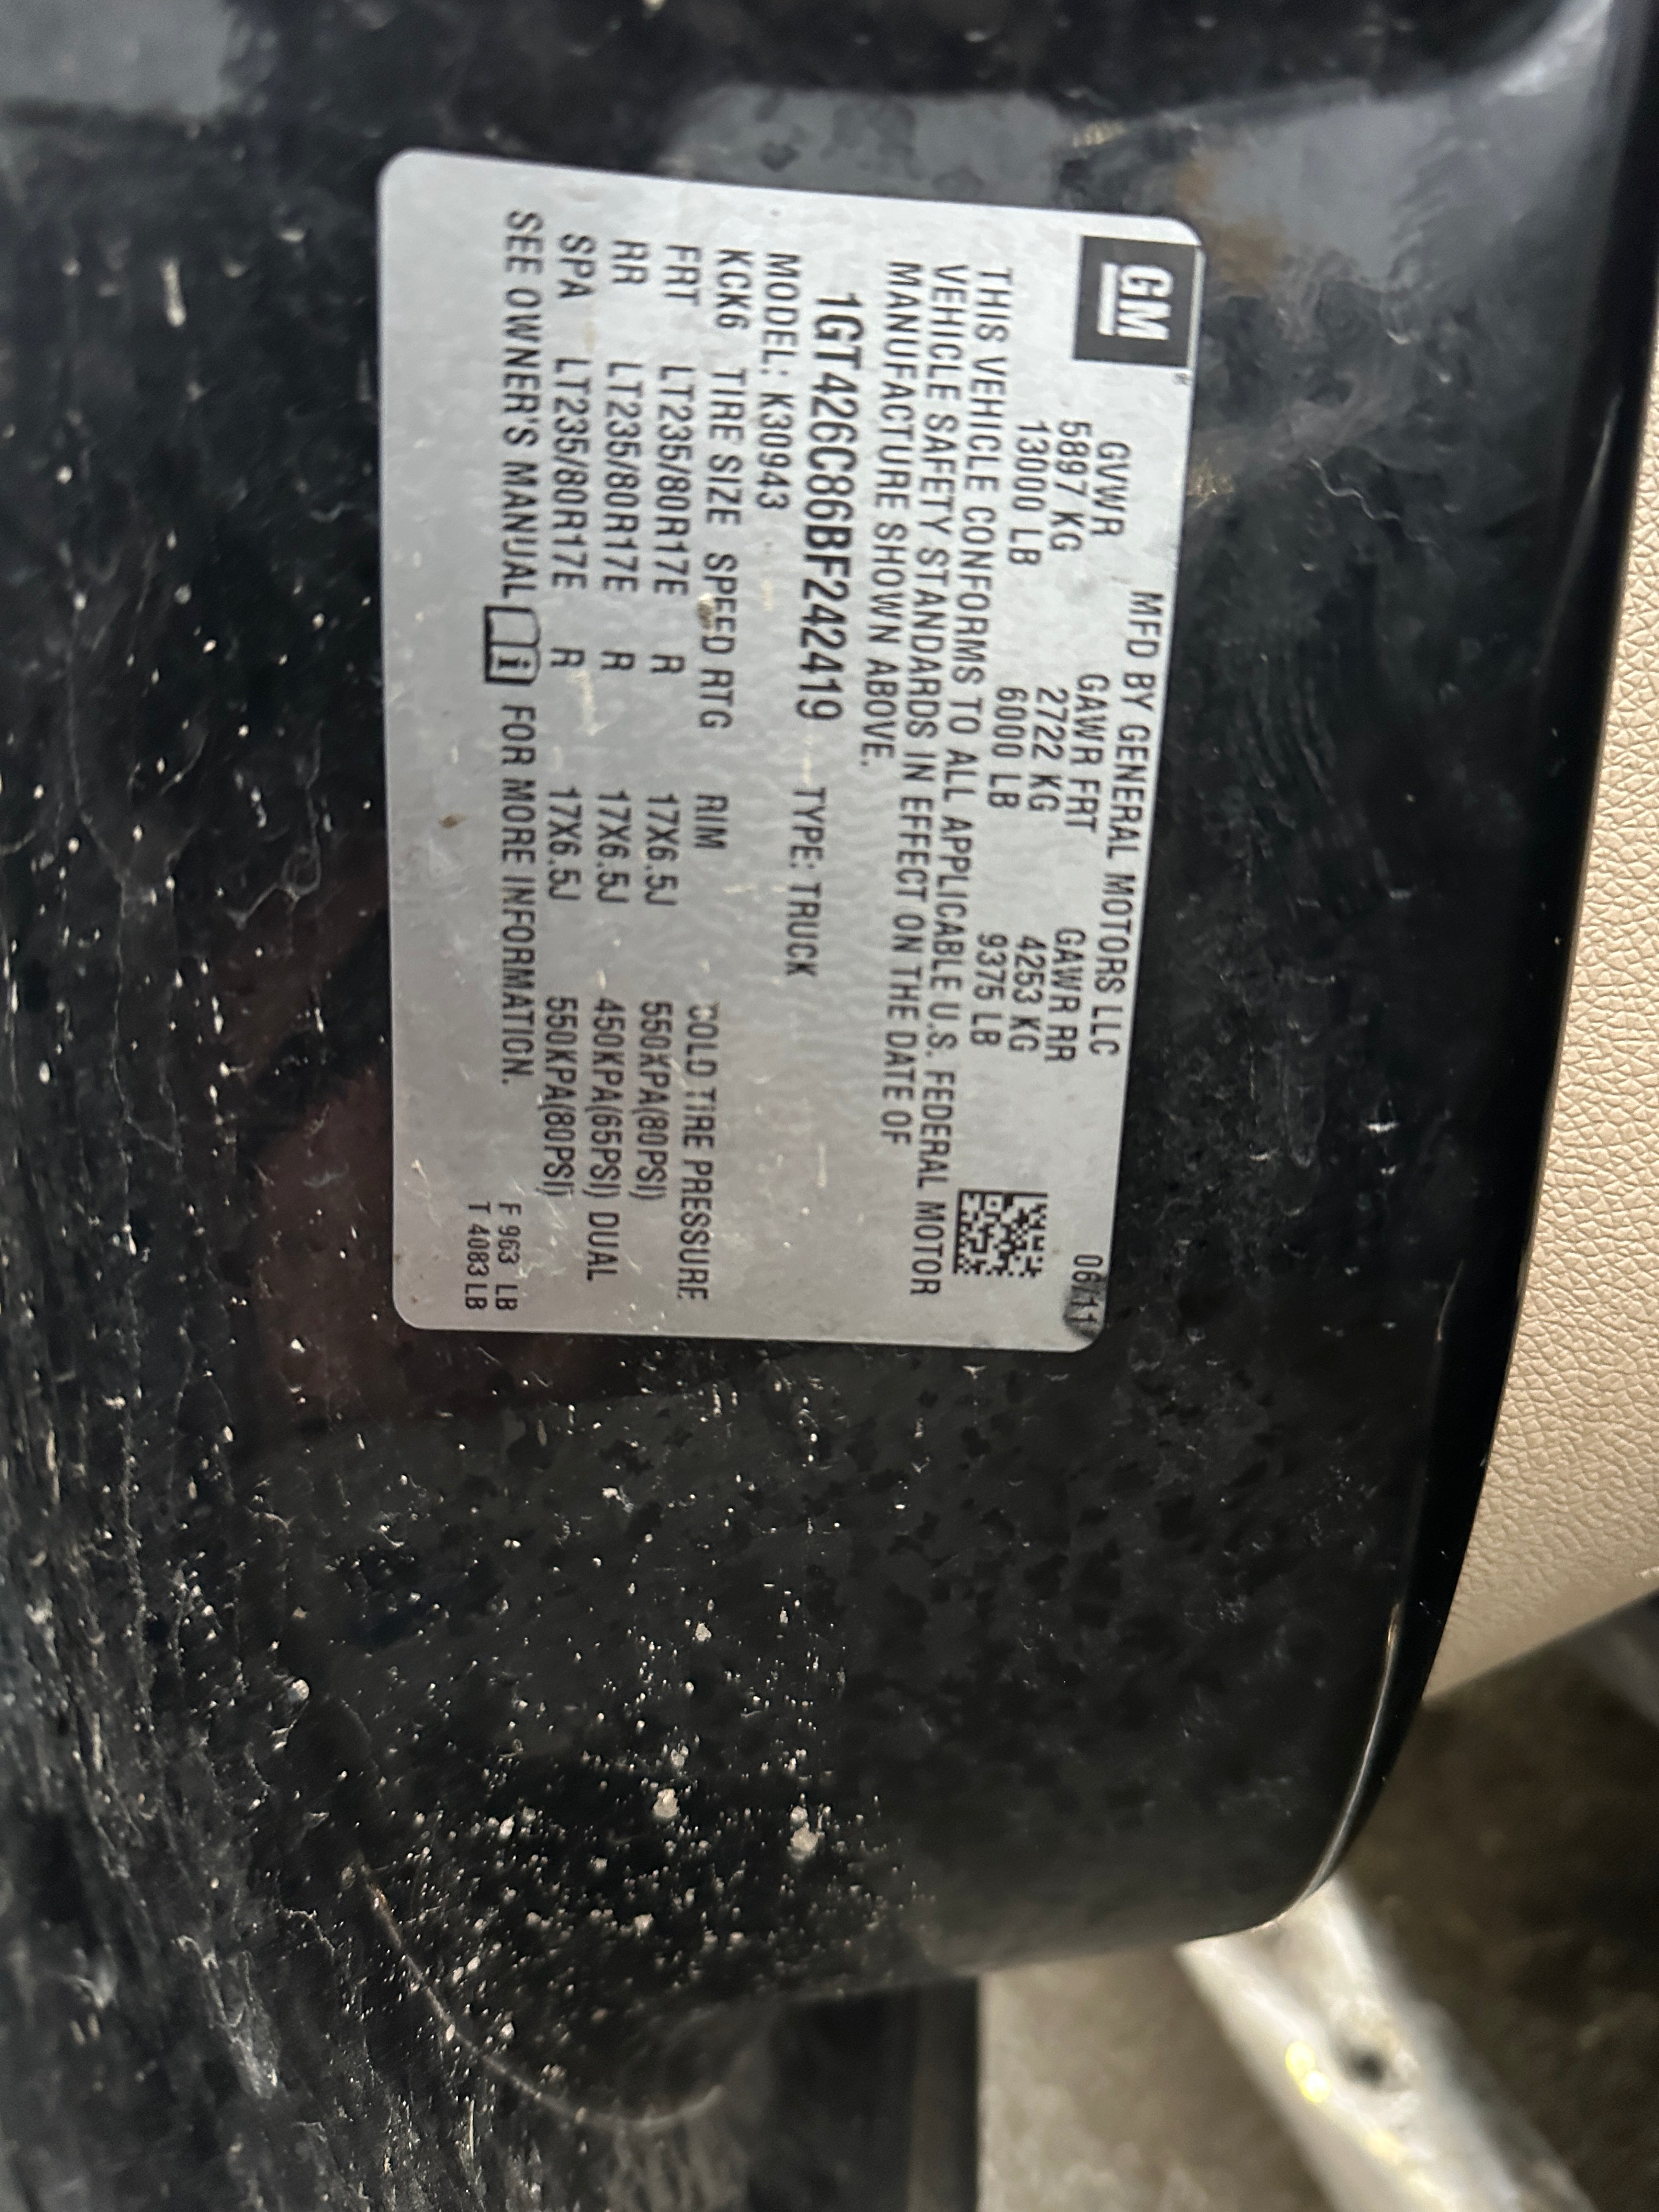 GM
MFD BY GENERAL MOTORS LLC 06/11
GVWR GAWR FRT GAWR RR
5897 KG 2722 KG 4253 KG
13000 LB 6000 LB 9375 LB
THIS VEHICLE CONFORMS TO ALL APPLICABLE U.S. FEDERAL MOTOR
VEHICLE SAFETY STANDARDS IN EFFECT ON THE DATE OF
MANUFACTURE SHOWN ABOVE.
1GT426C86BF242419 TYPE: TRUCK
MODEL: K30943
KCK6 TIRE SIZE SPEED RTG RIM COLD TIRE PRESSURE
FRT LT235/80R17E R 17X6.5J 550KPA(80PSI)
RR LT235/80R17E R 17X6.5J 450KPA(65PSI) DUAL
SPA LT235/80R17E R 17X6.5J 550KPA(80PSI)
SEE OWNER'S MANUAL i FOR MORE INFORMATION.
F 963 LB
T 4083 LB